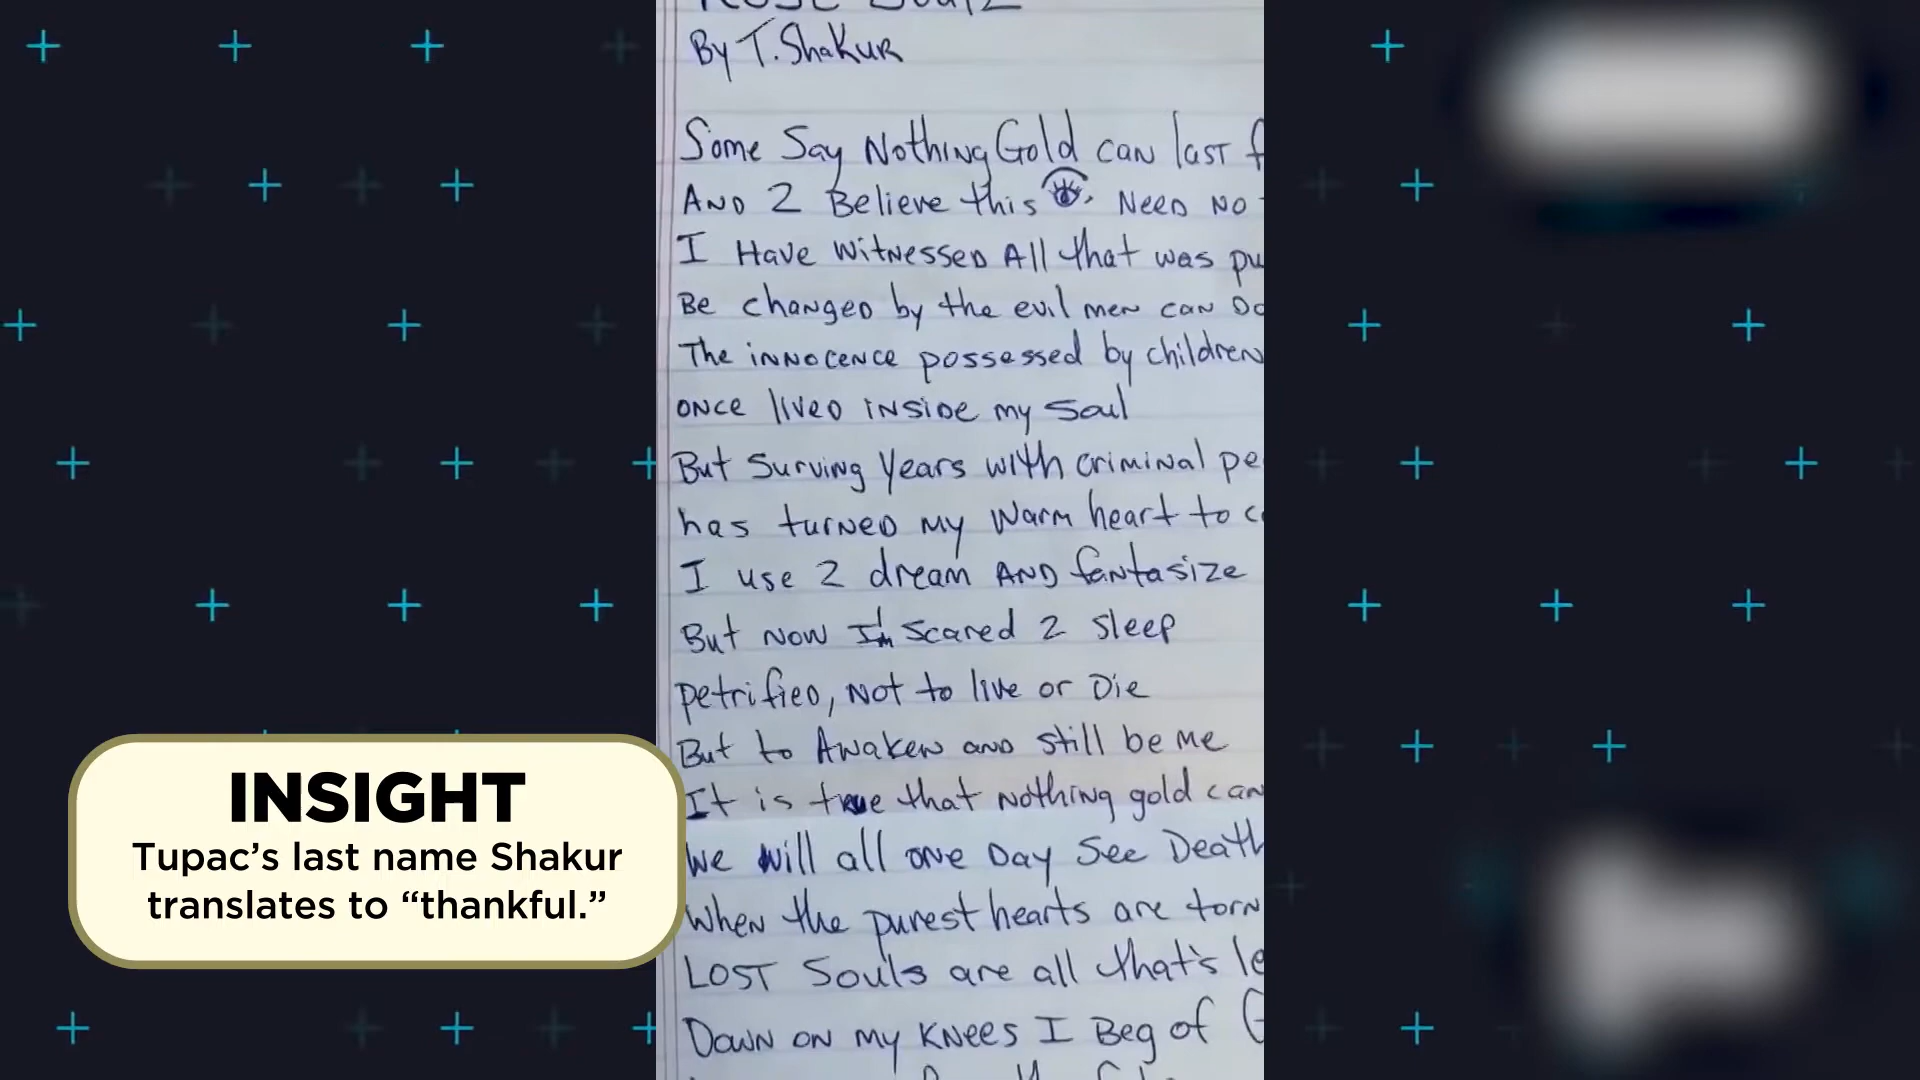 By T. Shakur
Some Say Nothing Gold can last
AND 2 Believe this Need No
I Have Witnessed All that was
Be changed by the evil men can
The innocence possessed by children
once lived inside my soul
But Surving Years with criminal
has turned my Warm heart to
I use 2 dream AND fantasize
But now I'm scared 2 sleep
petrified, Not to live or Die
But to Awaken and still be me
It is true that nothing gold can
We will all one Day See Death
When the purest hearts are torn
LOST Souls are all that's
Down on my Knees I Beg of
INSIGHT
Tupac’s last name Shakur
translates to “thankful.”